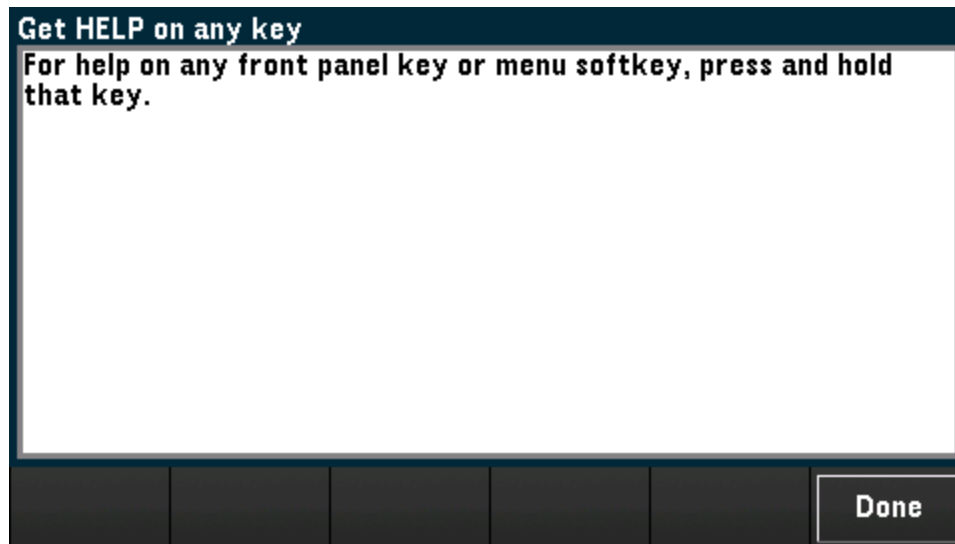 Get HELP on any key
For help on any front panel key or menu softkey, press and hold
that key.
Done